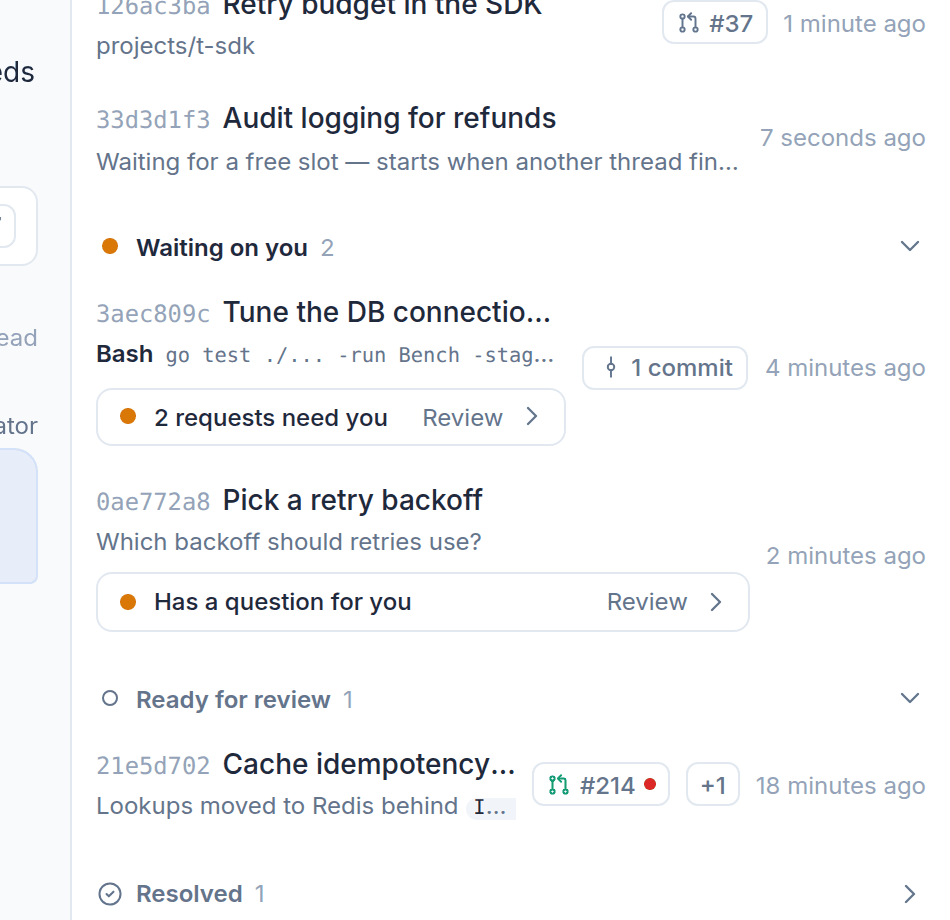 126ac3ba Retry budget in the SDK
#37 1 minute ago
projects/t-sdk
eds
33d3d1f3 Audit logging for refunds
7 seconds ago
Waiting for a free slot — starts when another thread fin...
Waiting on you 2
3aec809c Tune the DB connectio...
ead
Bash go test ./... -run Bench -stag...
1 commit 4 minutes ago
2 requests need you Review
ator
0ae772a8 Pick a retry backoff
Which backoff should retries use?
2 minutes ago
Has a question for you Review
Ready for review 1
21e5d702 Cache idempotency...
#214 +1 18 minutes ago
Lookups moved to Redis behind I...
Resolved 1